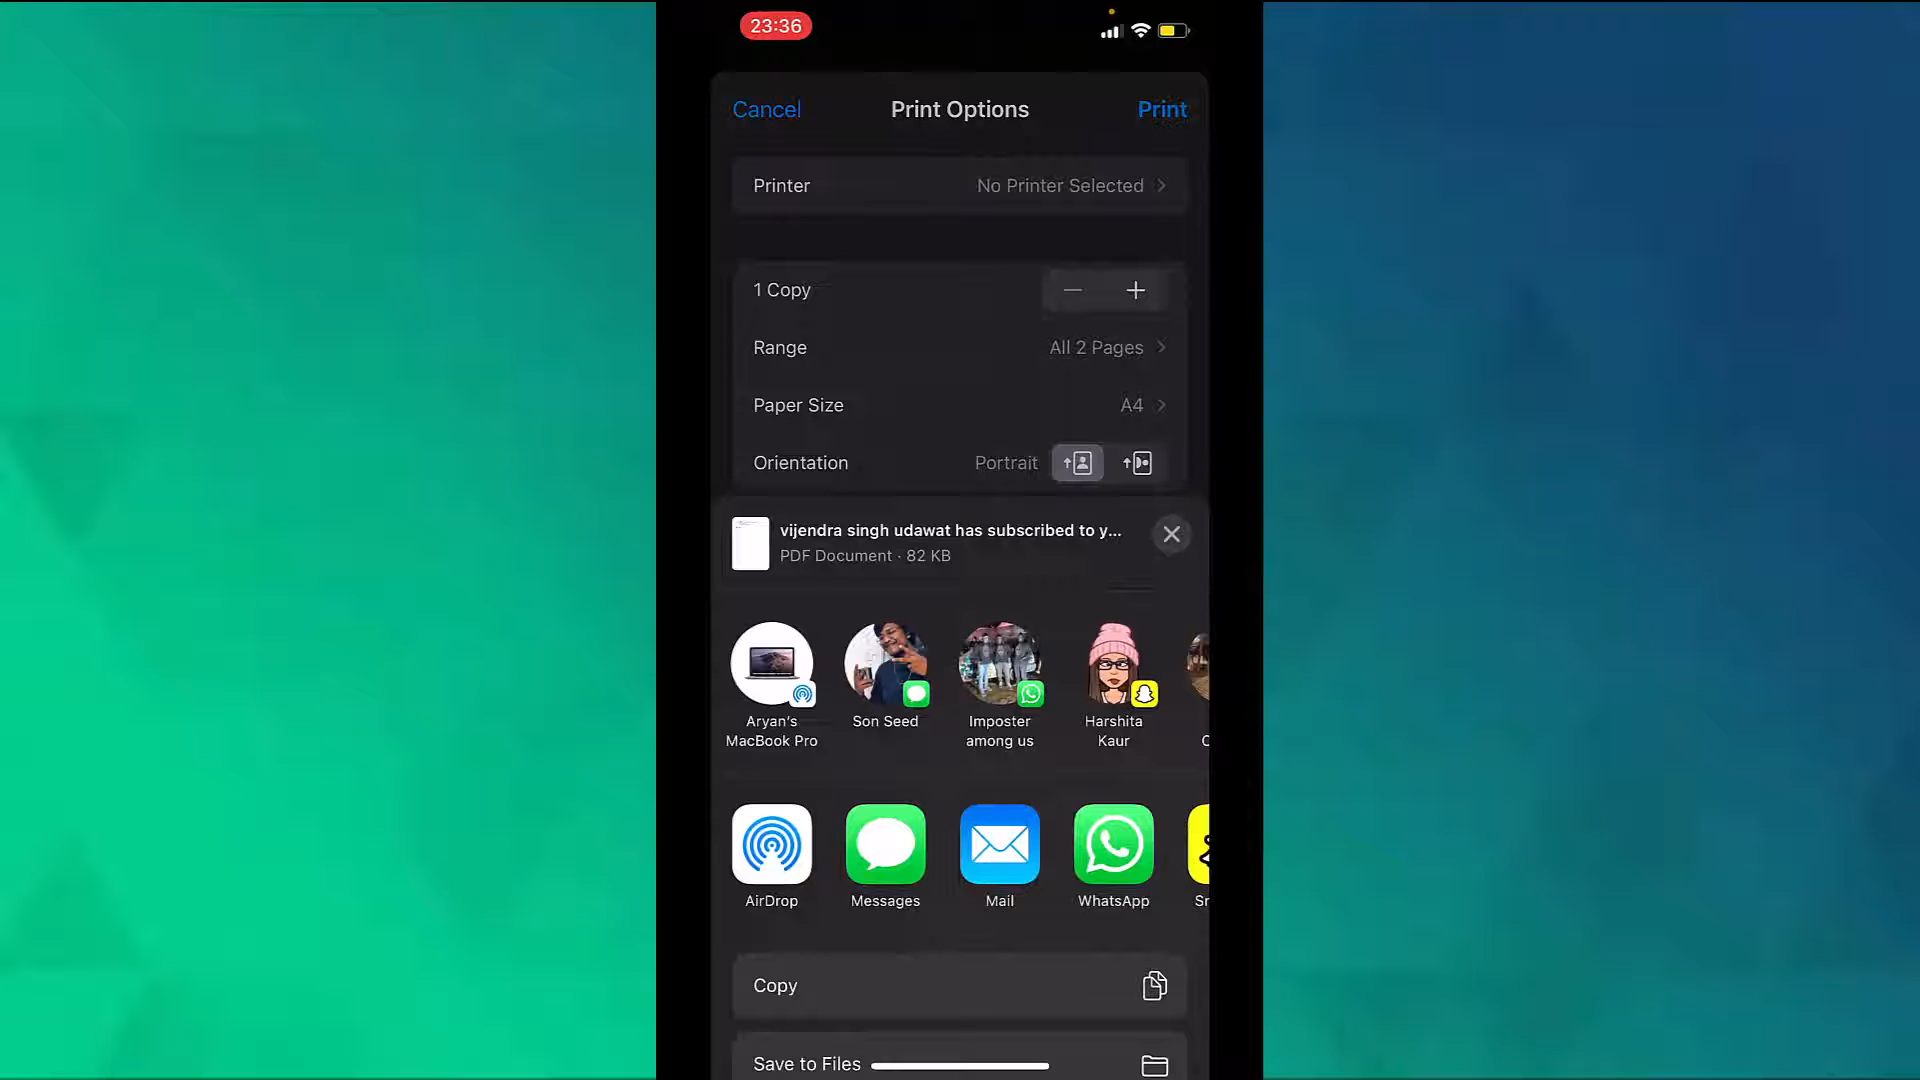 23:36
Cancel
Print Options
Print
Printer
No Printer Selected
1 Copy
Range
All 2 Pages
Paper Size
A4
Orientation
Portrait
vijendra singh udawat has subscribed to y...
PDF Document · 82 KB
Aryan's
MacBook Pro
Son Seed
Imposter
among us
Harshita
Kaur
C
AirDrop
Messages
Mail
WhatsApp
Sn
Copy
Save to Files